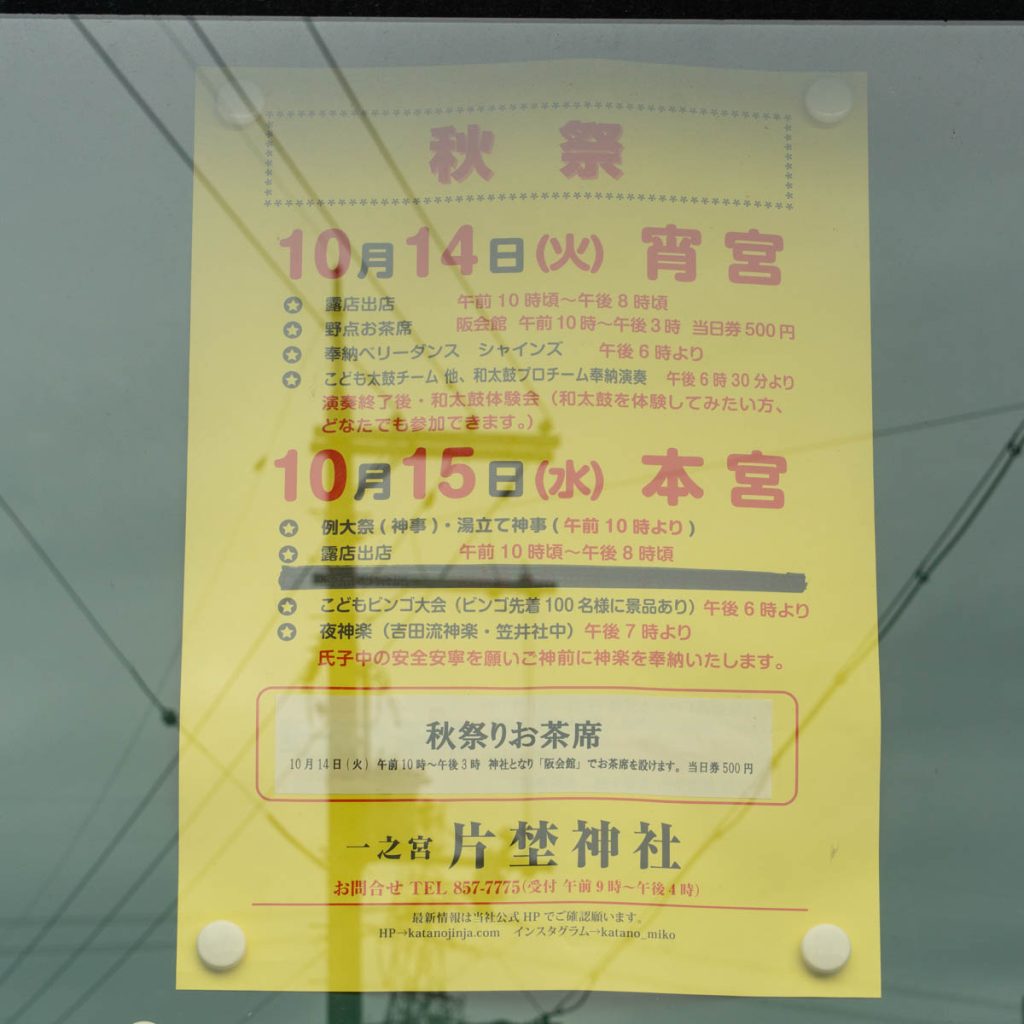 秋祭
10月14日(火) 宵宮
露店出店 午前10時頃〜午後8時頃
野点お茶席 阪会館 午前10時〜午後3時 当日券500円
奉納ベリーダンス シャインズ 午後6時より
こども太鼓チーム 他、和太鼓プロチーム奉納演奏 午後6時30分より
演奏終了後・和太鼓体験会（和太鼓を体験してみたい方、
どなたでも参加できます。）
10月15日(水) 本宮
例大祭(神事)・湯立て神事(午前10時より)
露店出店 午前10時頃〜午後8時頃
こどもビンゴ大会（ビンゴ先着100名様に景品あり）午後6時より
夜神楽（吉田流神楽・笠井社中）午後7時より
氏子中の安全安寧を願いご神前に神楽を奉納いたします。
秋祭りお茶席
10月14日(火) 午前10時〜午後3時 神社となり「阪会館」でお茶席を設けます。当日券500円
一之宮 片埜神社
お問合せ TEL 857-7775(受付 午前9時〜午後4時)
最新情報は当社公式HPでご確認願います。
HP→katanojinja.com インスタグラム→katano_miko